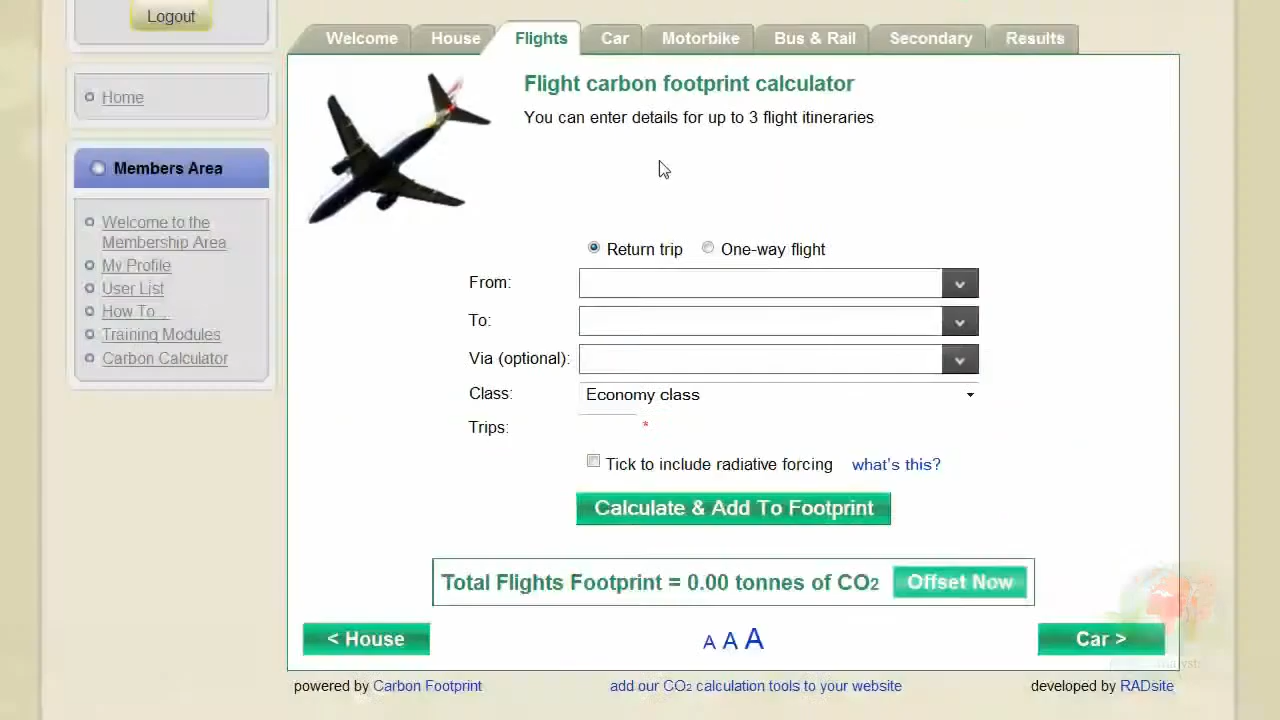 Logout
Home
Members Area
Welcome to the
Membership Area
My Profile
User List
How To...
Training Modules
Carbon Calculator
Welcome House Flights Car Motorbike Bus & Rail Secondary Results
Flight carbon footprint calculator
You can enter details for up to 3 flight itineraries
Return trip One-way flight
From:
To:
Via (optional):
Class: Economy class
Trips: *
Tick to include radiative forcing what's this?
Calculate & Add To Footprint
Total Flights Footprint = 0.00 tonnes of CO2 Offset Now
< House A A A Car >
powered by Carbon Footprint add our CO2 calculation tools to your website developed by RADsite